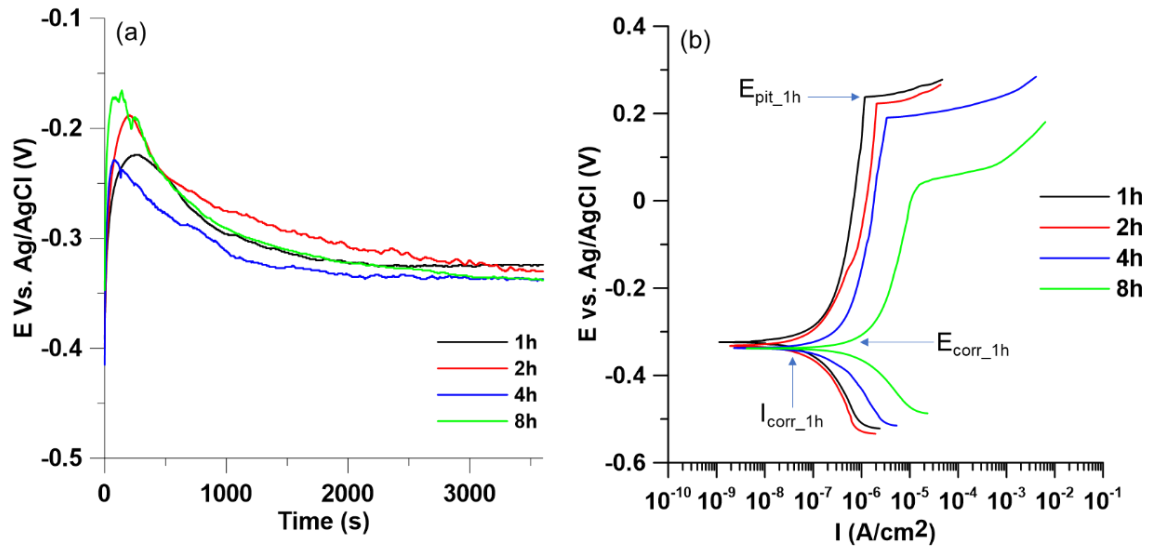 (a)
E Vs. Ag/AgCl (V)
-0.1
-0.2
-0.3
-0.4
-0.5
0
1000
2000
3000
Time (s)
1h
2h
4h
8h
(b)
E vs. Ag/AgCl (V)
0.4
0.2
0
-0.2
-0.4
-0.6
10-10
10-9
10-8
10-7
10-6
10-5
10-4
10-3
10-2
10-1
I (A/cm2)
Epit_1h
Ecorr_1h
Icorr_1h
1h
2h
4h
8h